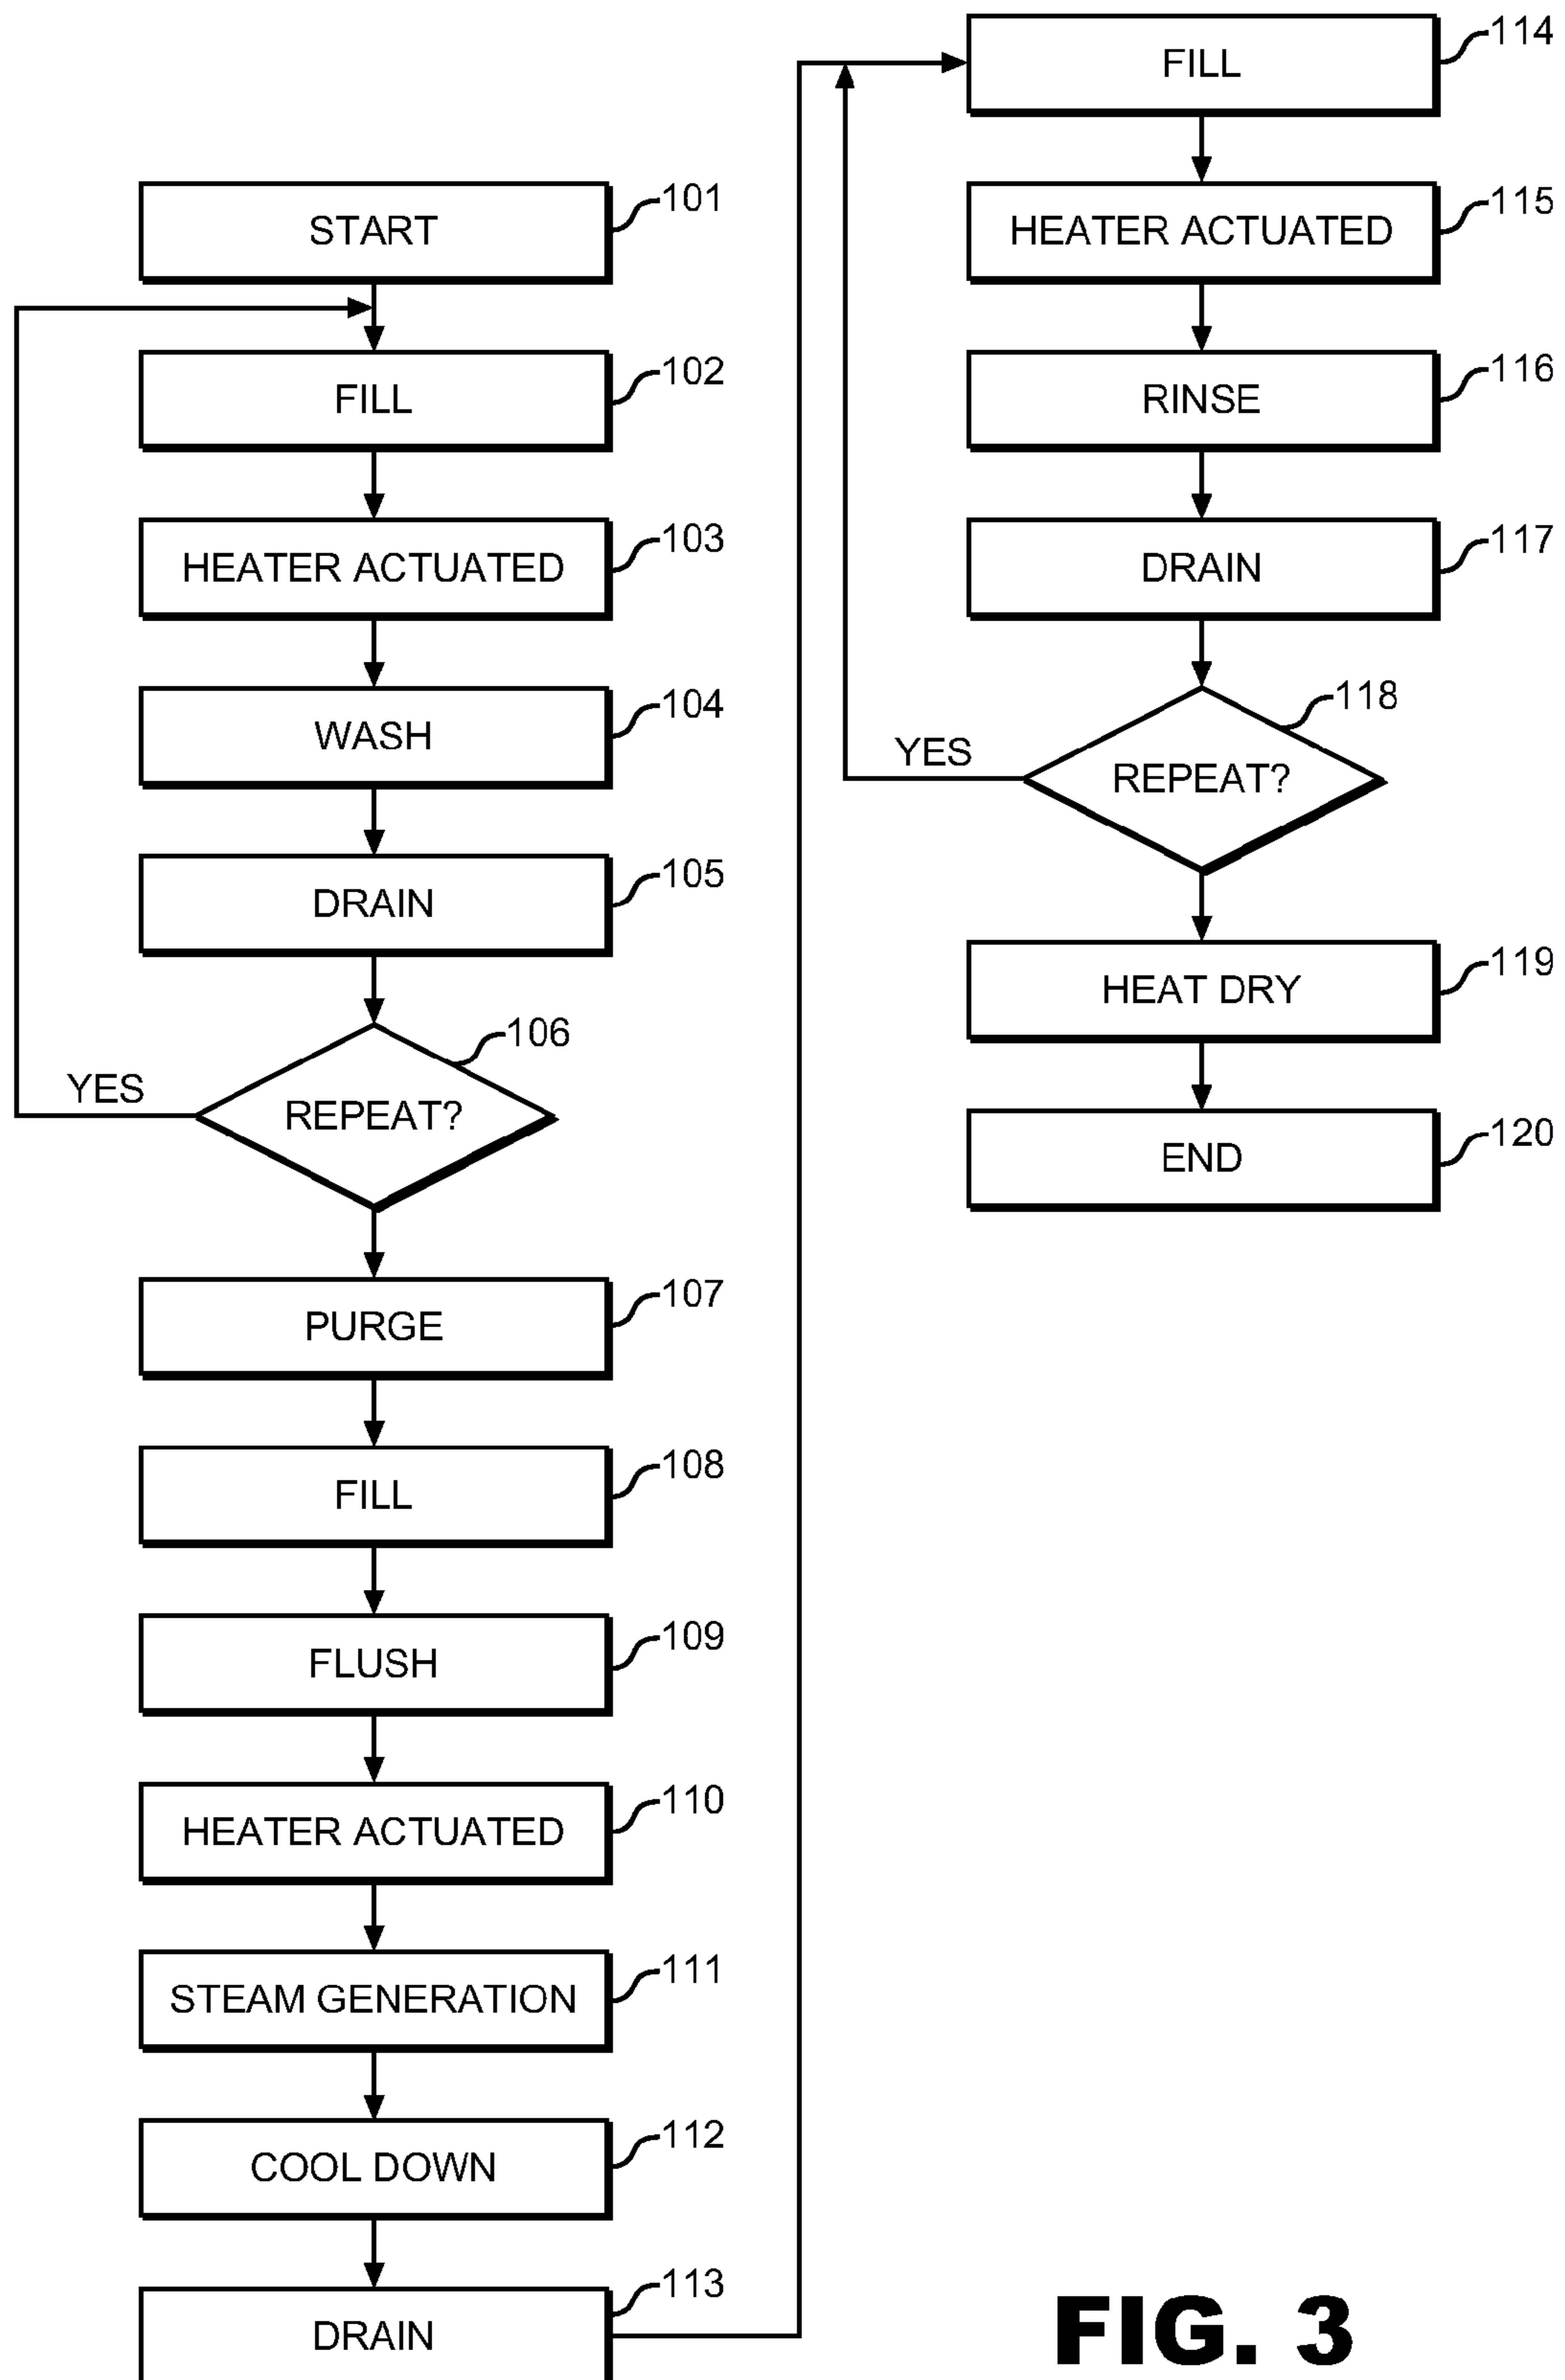 START
101
FILL
102
HEATER ACTUATED
103
WASH
104
DRAIN
105
REPEAT?
106
YES
PURGE
107
FILL
108
FLUSH
109
HEATER ACTUATED
110
STEAM GENERATION
111
COOL DOWN
112
DRAIN
113
FILL
114
HEATER ACTUATED
115
RINSE
116
DRAIN
117
REPEAT?
118
YES
HEAT DRY
119
END
120
FIG. 3